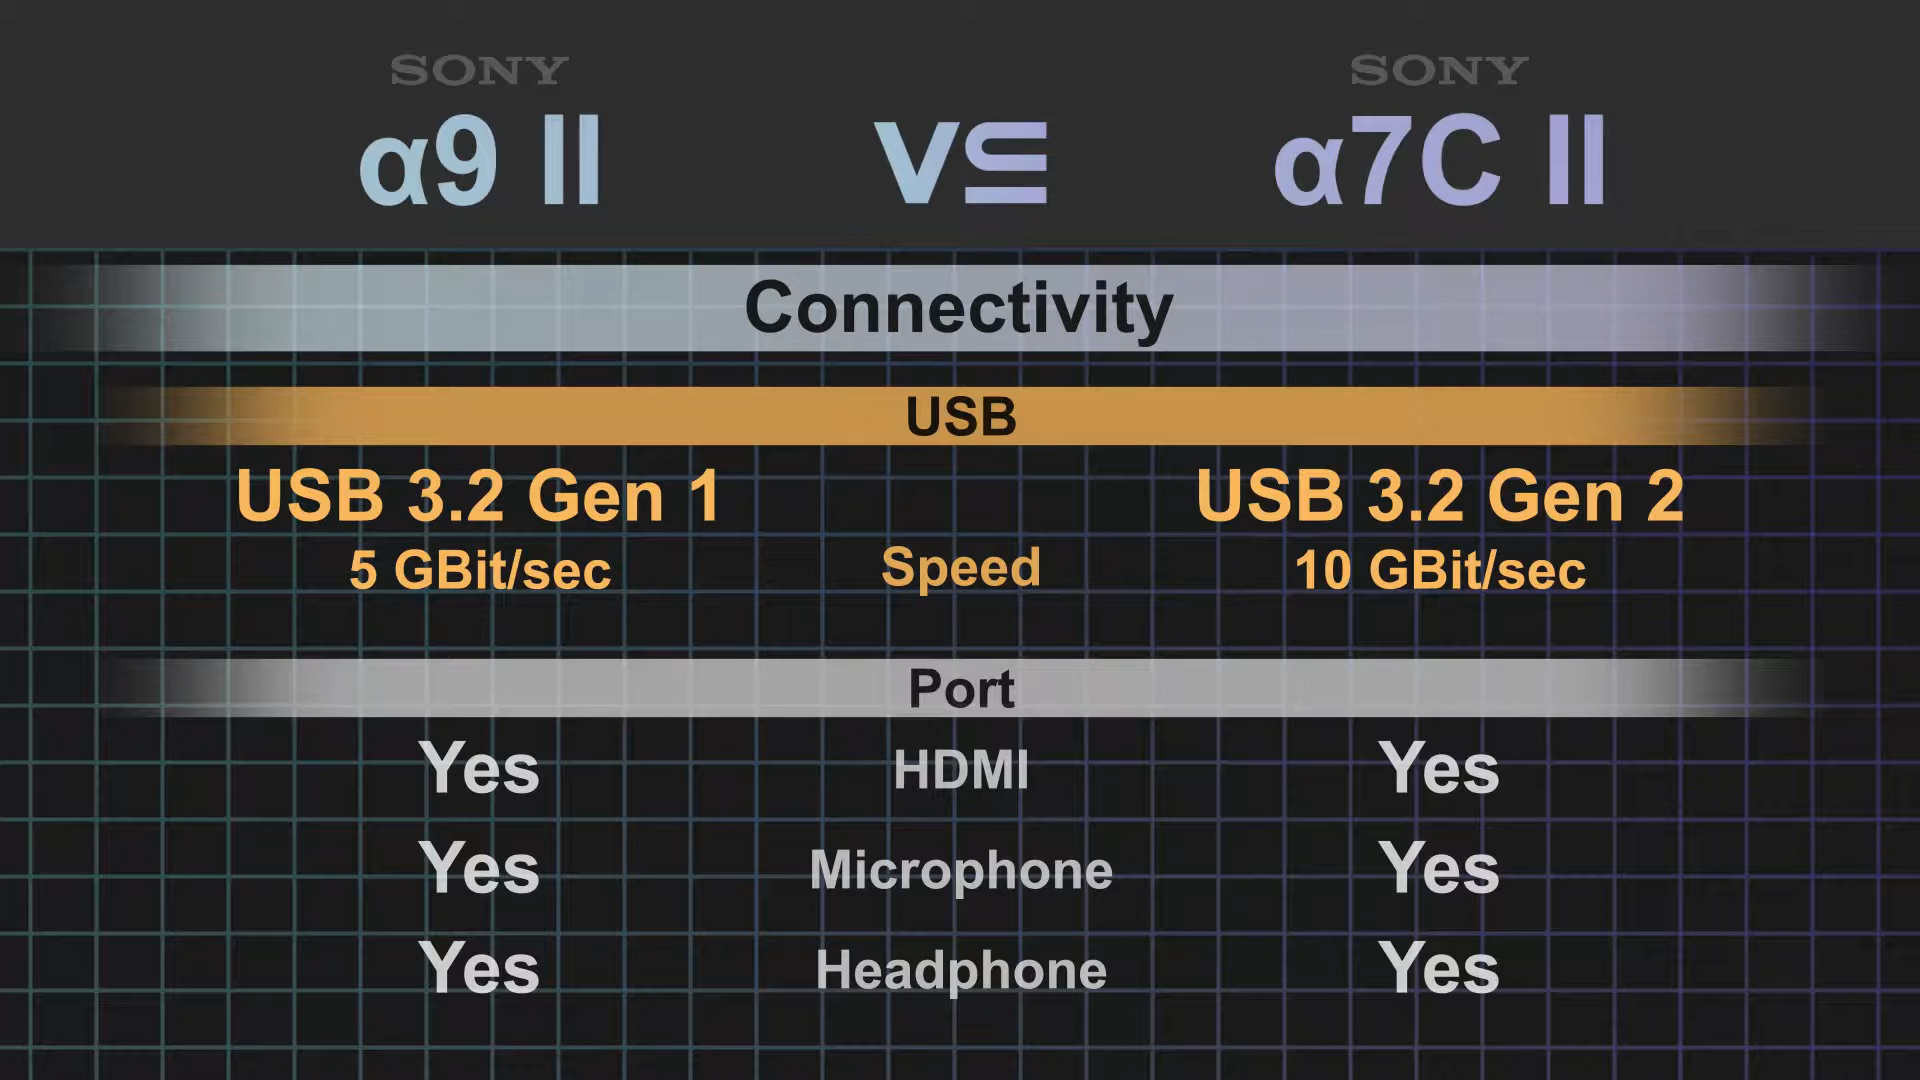 SONY SONY
α9 II VS α7C II
Connectivity
USB
USB 3.2 Gen 1 USB 3.2 Gen 2
5 GBit/sec Speed 10 GBit/sec
Port
Yes HDMI Yes
Yes Microphone Yes
Yes Headphone Yes